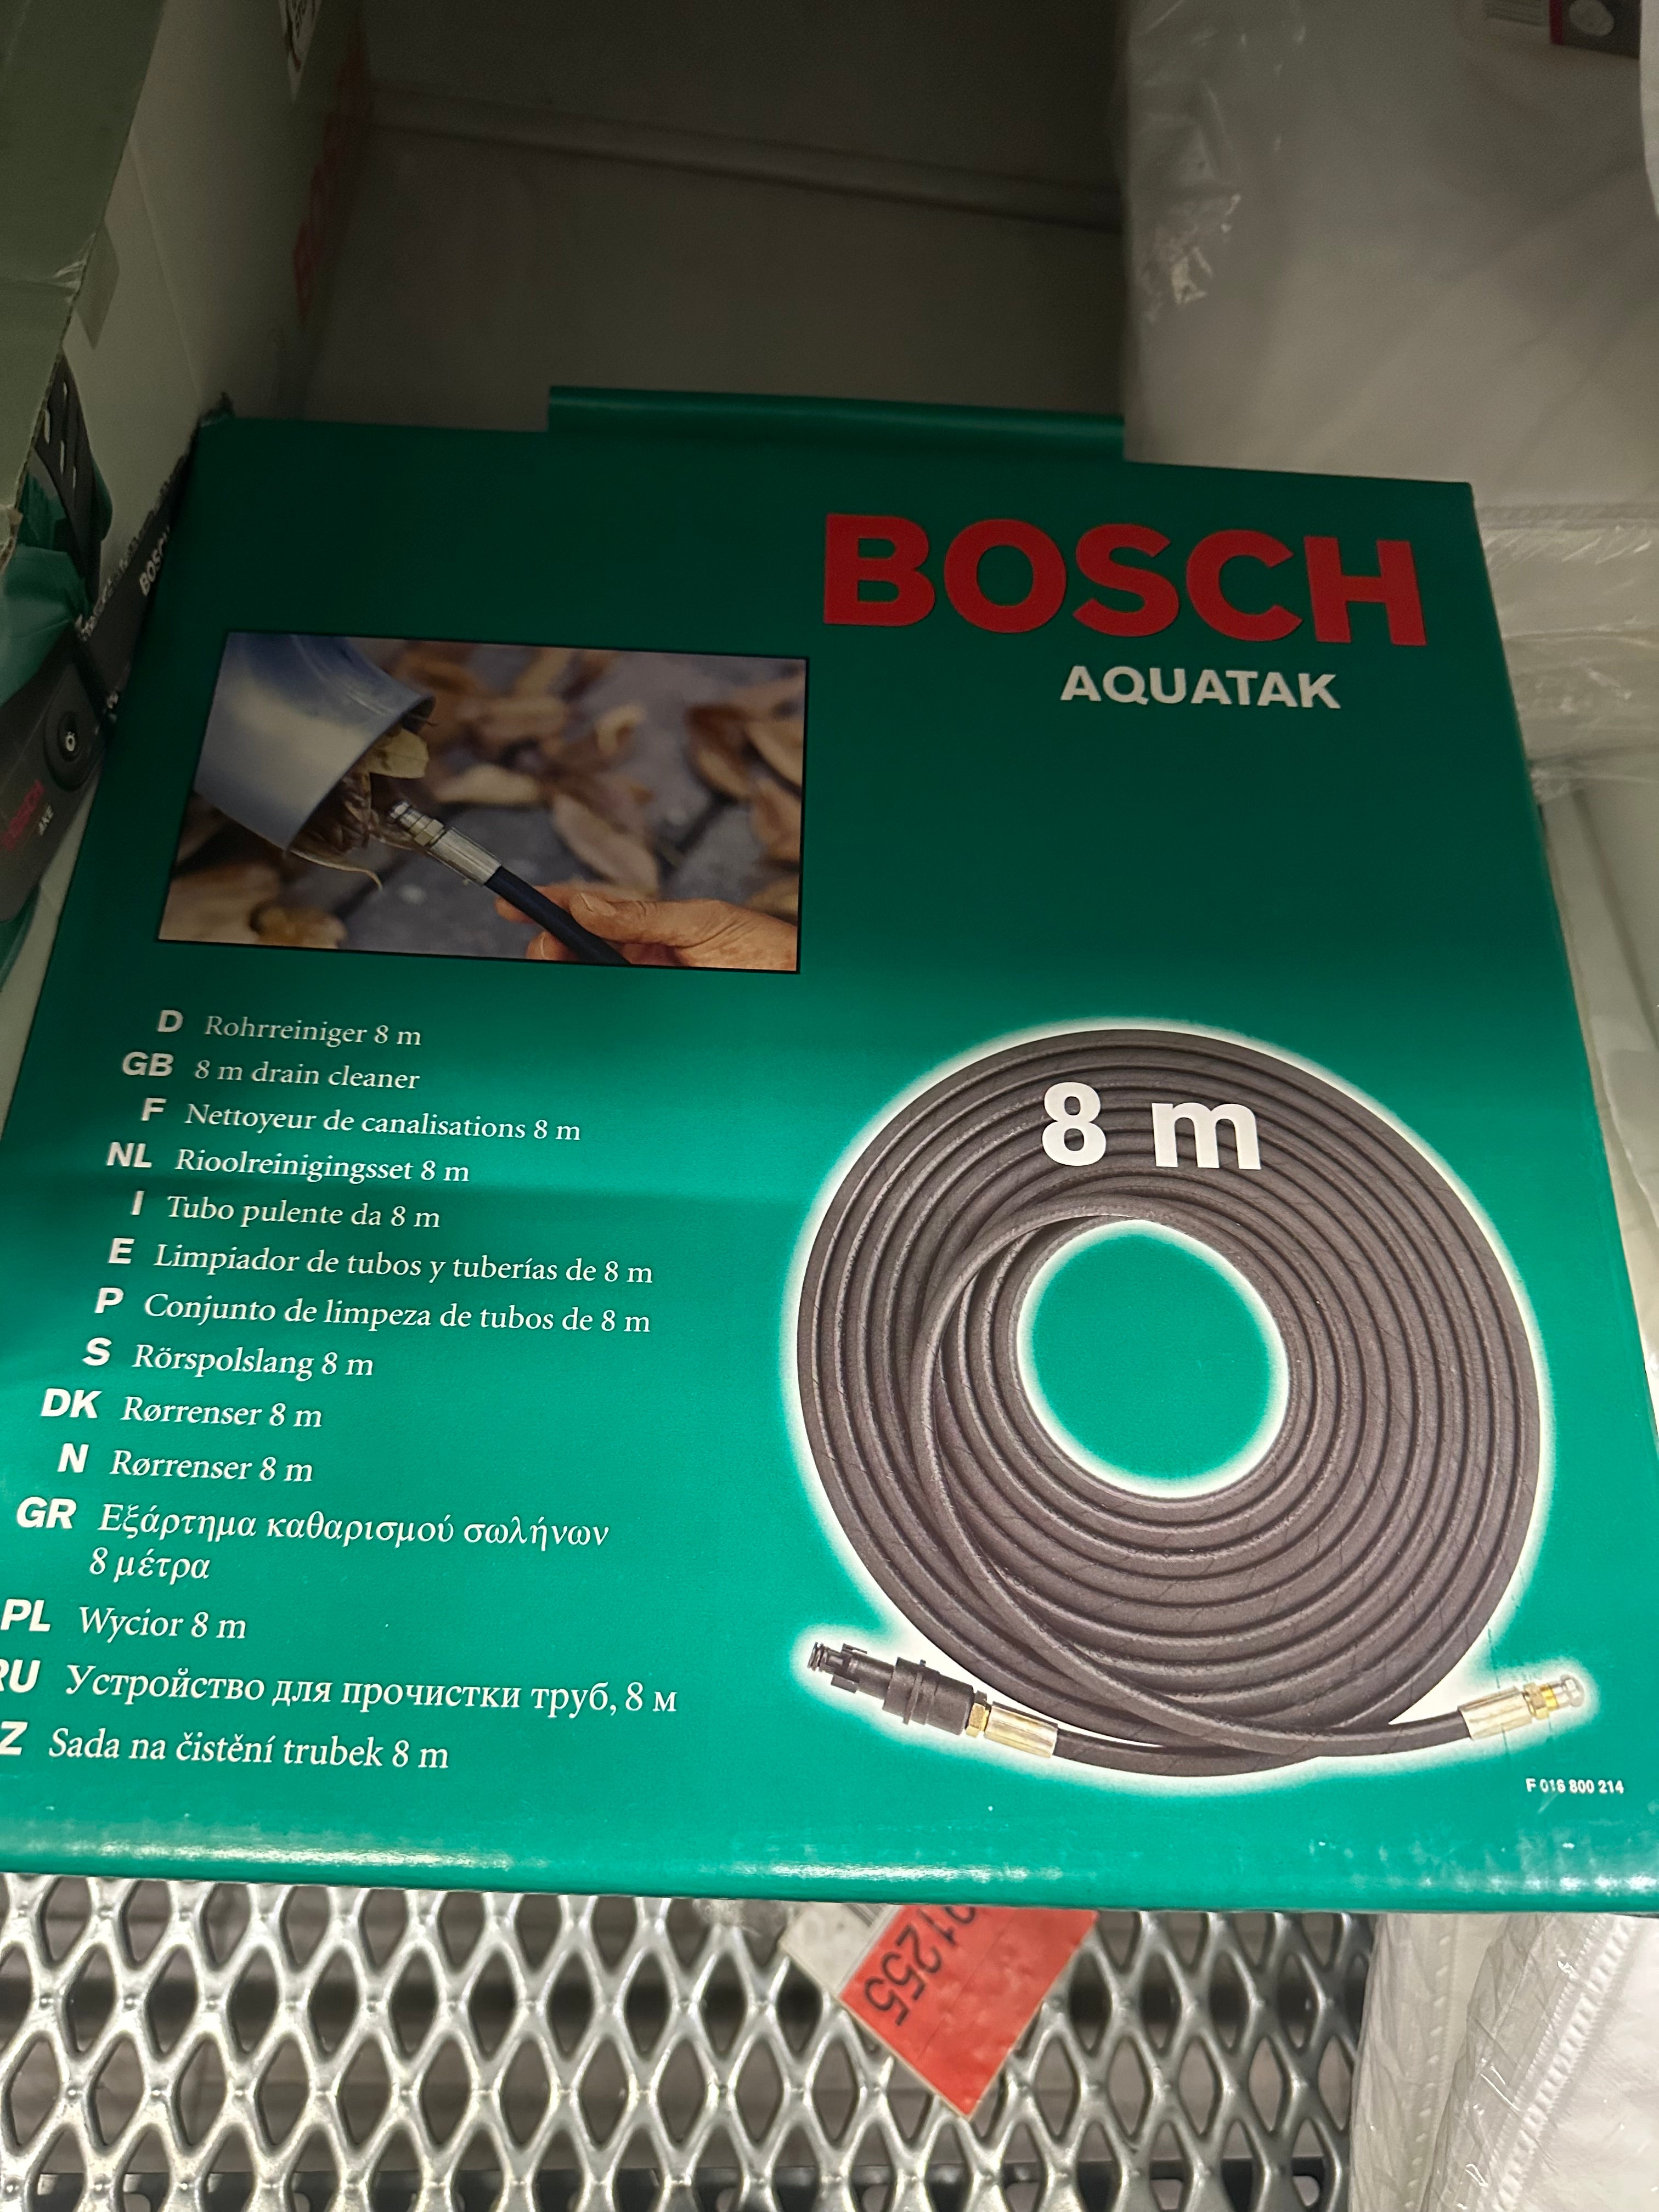 BOSCH
AQUATAK
D Rohrreiniger 8 m
GB 8 m drain cleaner
F Nettoyeur de canalisations 8 m
NL Rioolreinigingsset 8 m
I Tubo pulente da 8 m
E Limpiador de tubos y tuberías de 8 m
P Conjunto de limpeza de tubos de 8 m
S Rörspolslang 8 m
DK Rørrenser 8 m
N Rørrenser 8 m
GR Εξάρτημα καθαρισμού σωλήνων
8 μέτρα
PL Wycior 8 m
RU Устройство для прочистки труб, 8 м
Z Sada na čistění trubek 8 m
8 m
F 016 800 214
BOSCH
AKE
1255